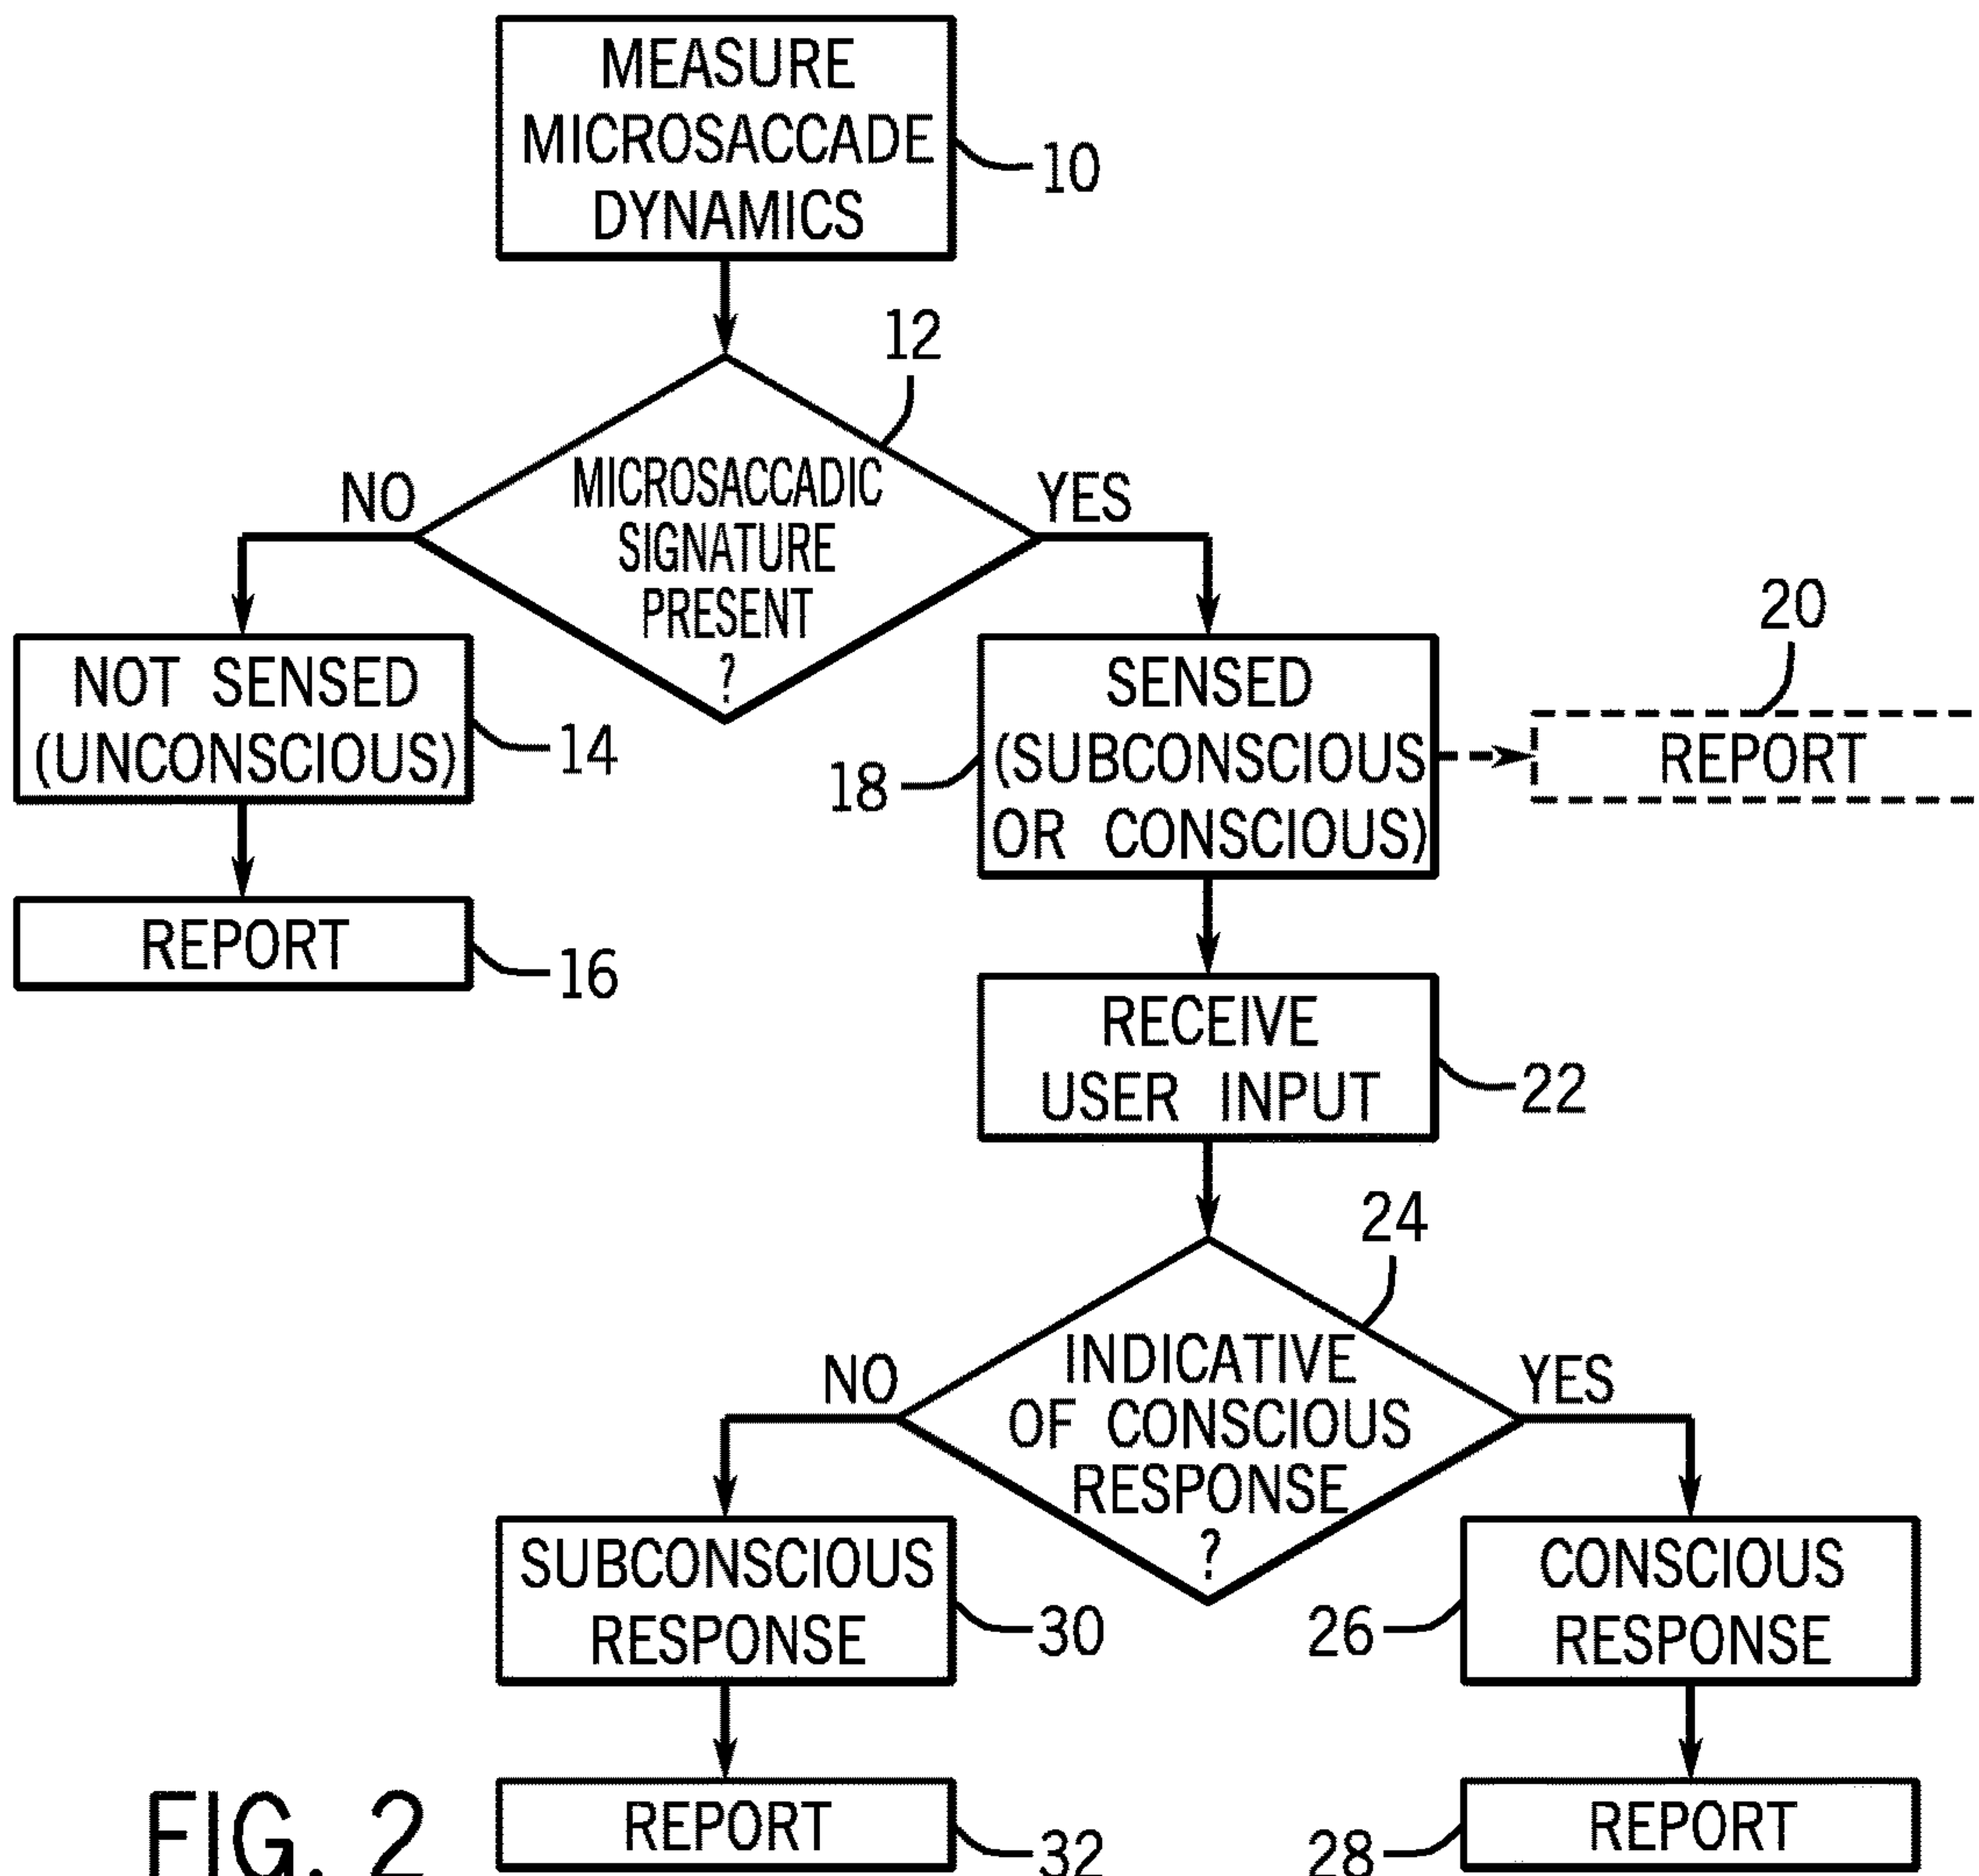 MEASURE
MICROSACCADE
DYNAMICS
10
12
MICROSACCADIC
SIGNATURE
PRESENT
?
NO
YES
NOT SENSED
(UNCONSCIOUS)
14
REPORT
16
SENSED
(SUBCONSCIOUS
OR CONSCIOUS)
18
20
REPORT
RECEIVE
USER INPUT
22
24
INDICATIVE
OF CONSCIOUS
RESPONSE
?
NO
YES
SUBCONSCIOUS
RESPONSE
30
26
CONSCIOUS
RESPONSE
REPORT
32
28
REPORT
FIG. 2